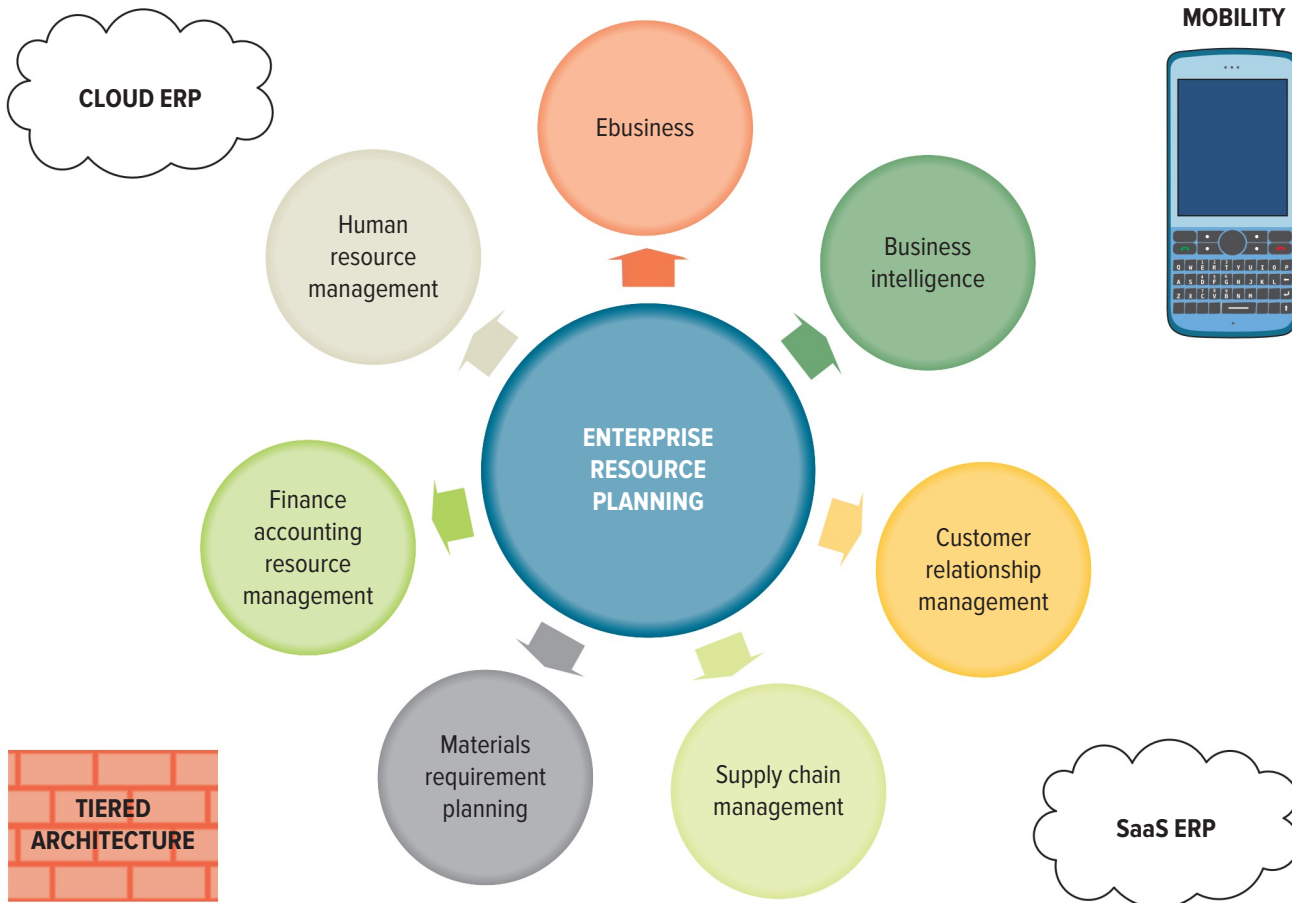 MOBILITY
CLOUD ERP
Ebusiness
Human
resource
management
Business
intelligence
Q W E R T Y U I O P
A S D F G H J K L
Z X C V B N M
ENTERPRISE
RESOURCE
PLANNING
Finance
accounting
resource
management
Customer
relationship
management
Materials
requirement
planning
Supply chain
management
TIERED
ARCHITECTURE
SaaS ERP